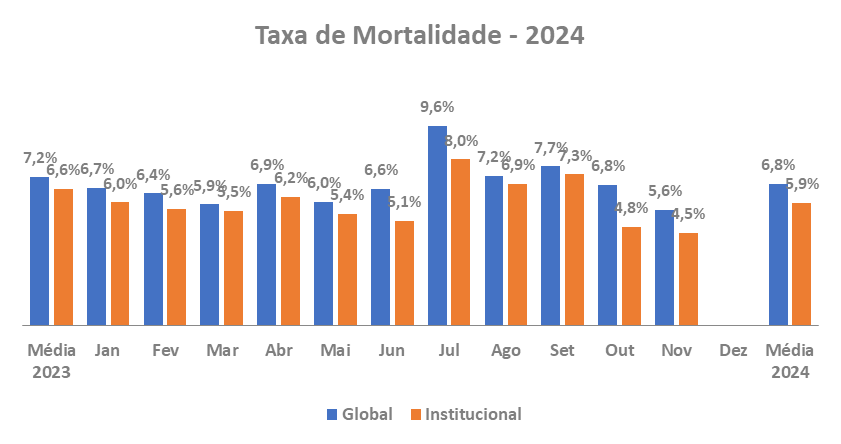 Taxa de Mortalidade - 2024
7,2%
6,6%
6,7%
6,0%
6,4%
5,6%
5,9%
5,5%
6,9%
6,2%
6,0%
5,4%
6,6%
5,1%
9,6%
8,0%
7,2%
6,9%
7,7%
7,3%
6,8%
4,8%
5,6%
4,5%
6,8%
5,9%
Média 2023
Jan
Fev
Mar
Abr
Mai
Jun
Jul
Ago
Set
Out
Nov
Dez
Média 2024
Global
Institucional